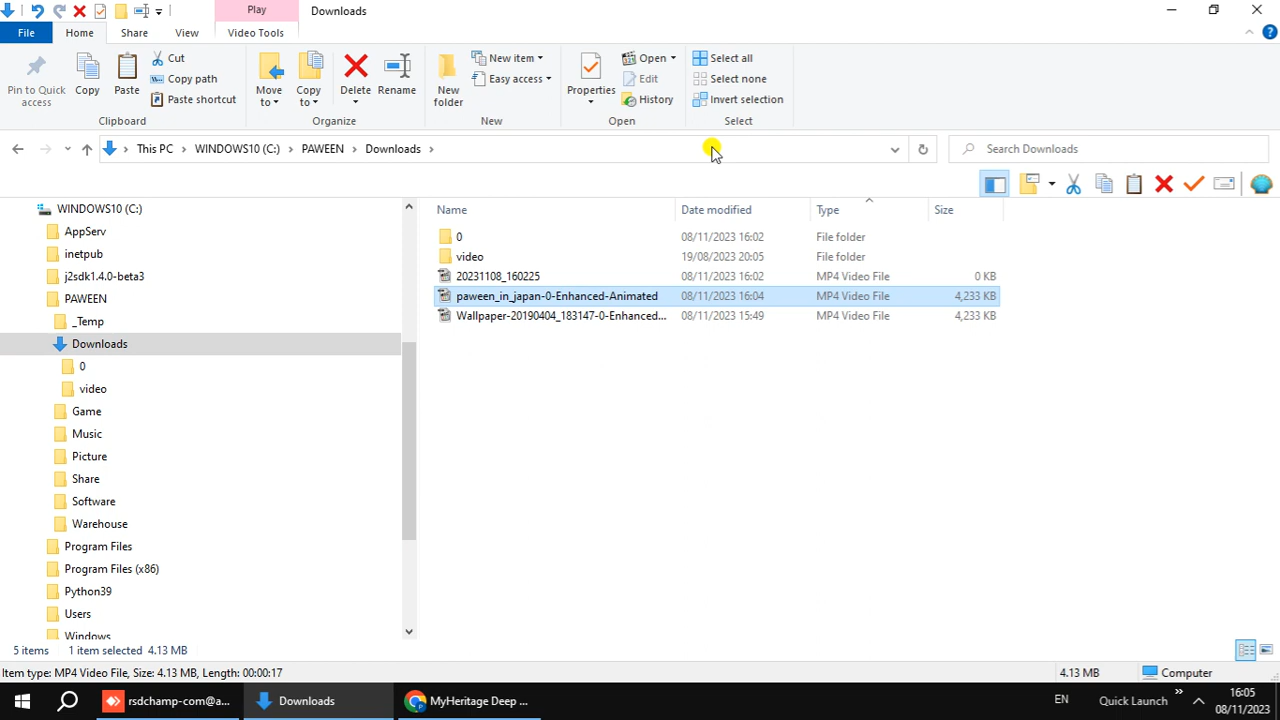 Play
Downloads
File
Home
Share
View
Video Tools
Pin to Quick access
Copy
Paste
Cut
Copy path
Paste shortcut
Clipboard
Move to
Copy to
Delete
Rename
Organize
New folder
New item
Easy access
New
Properties
Open
Edit
History
Open
Select all
Select none
Invert selection
Select
This PC > WINDOWS10 (C:) > PAWEEN > Downloads >
Search Downloads
Name Date modified Type Size
0 08/11/2023 16:02 File folder
video 19/08/2023 20:05 File folder
20231108_160225 08/11/2023 16:02 MP4 Video File 0 KB
paween_in_japan-0-Enhanced-Animated 08/11/2023 16:04 MP4 Video File 4,233 KB
Wallpaper-20190404_183147-0-Enhanced... 08/11/2023 15:49 MP4 Video File 4,233 KB
WINDOWS10 (C:)
AppServ
inetpub
j2sdk1.4.0-beta3
PAWEEN
_Temp
Downloads
0
video
Game
Music
Picture
Share
Software
Warehouse
Program Files
Program Files (x86)
Python39
Users
Windows
5 items 1 item selected 4.13 MB
Item type: MP4 Video File, Size: 4.13 MB, Length: 00:00:17 4.13 MB Computer
rsdchamp-com@a...
Downloads
MyHeritage Deep ...
EN
Quick Launch
16:05
08/11/2023